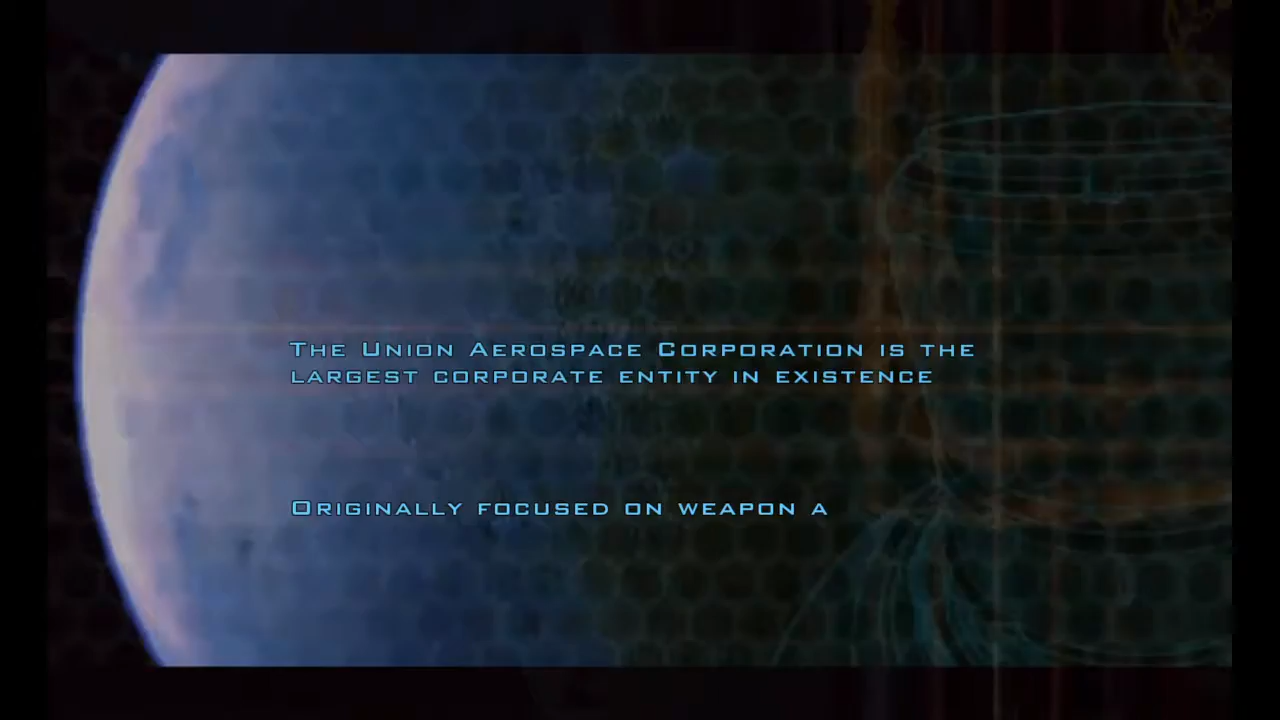 The Union Aerospace Corporation is the
largest corporate entity in existence
Originally focused on weapon a